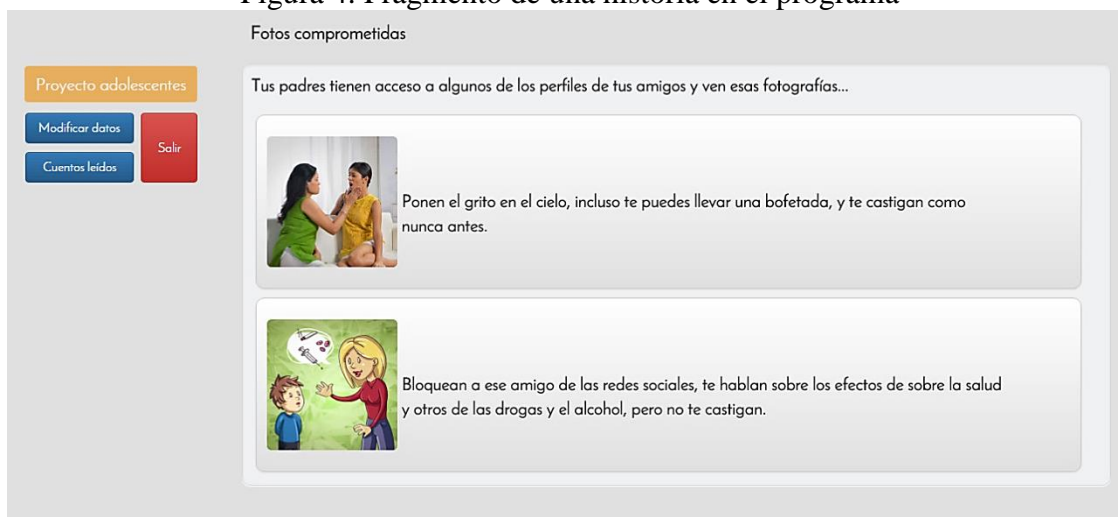 Figura 4. Fragmento de una historia en el programa
Fotos comprometidas
Proyecto adolescentes
Modificar datos
Cuentos leídos
Salir
Tus padres tienen acceso a algunos de los perfiles de tus amigos y ven esas fotografías...
Ponen el grito en el cielo, incluso te puedes llevar una bofetada, y te castigan como
nunca antes.
Bloquean a ese amigo de las redes sociales, te hablan sobre los efectos de sobre la salud
y otros de las drogas y el alcohol, pero no te castigan.